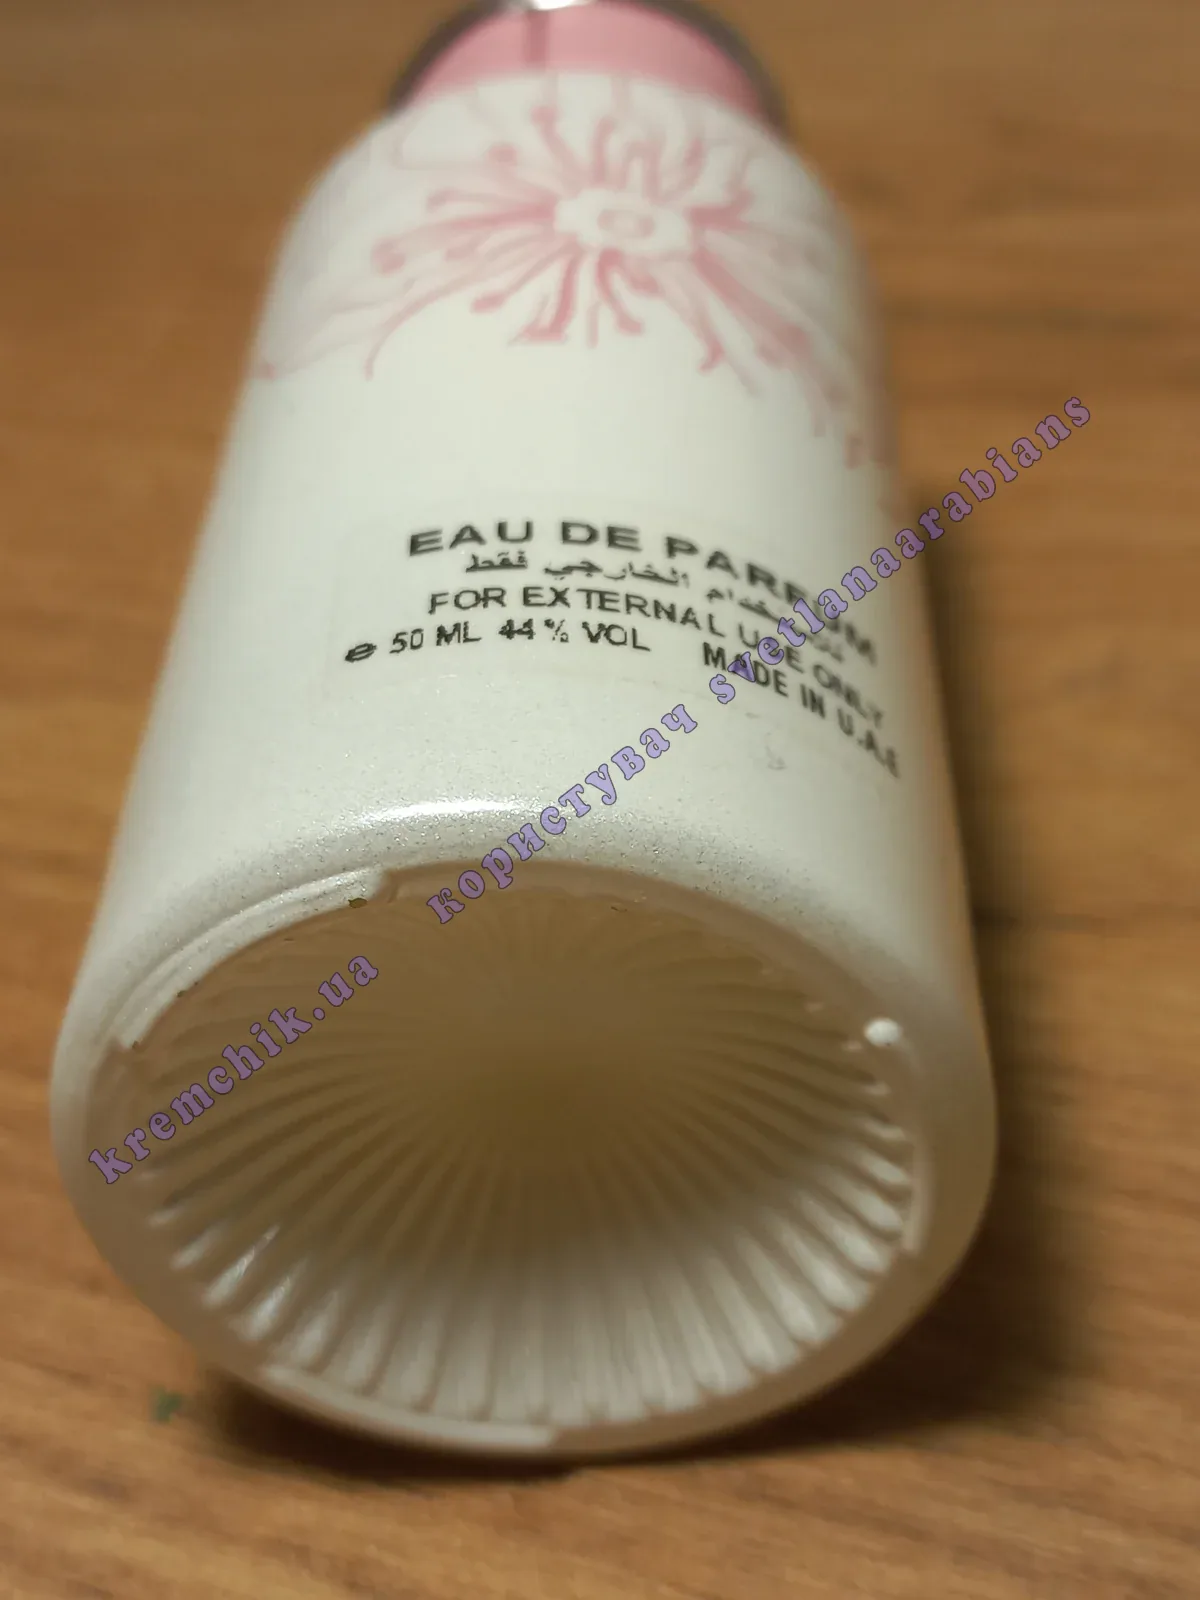 EAU DE PARFUM
للاستخدام الخارجي فقط
FOR EXTERNAL USE ONLY
e 50 ML 44% VOL MADE IN U.A.E
kremchik.ua користувач svetlanaarabians